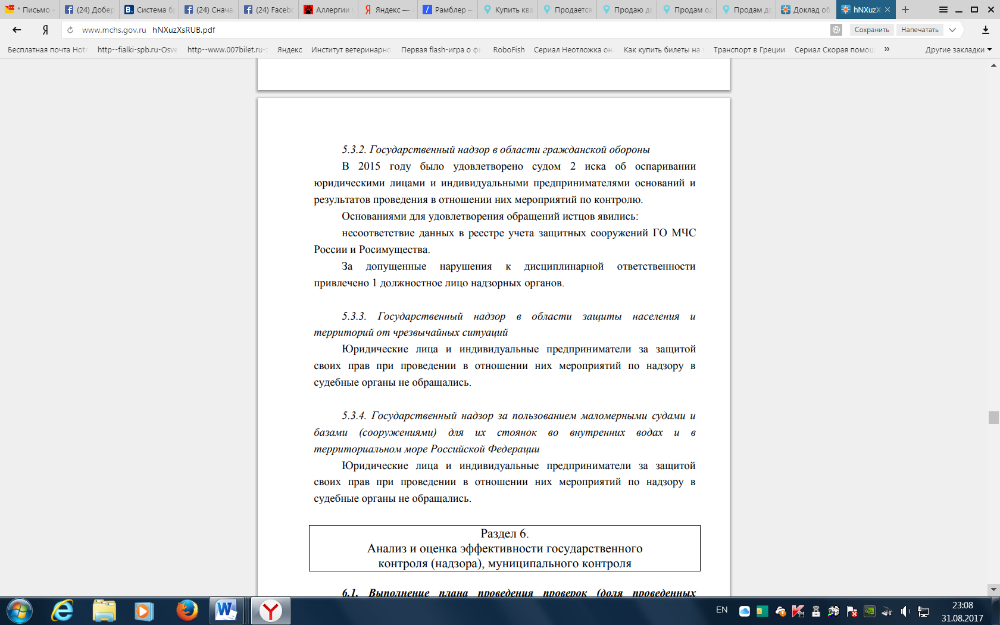 * Письмо
(24) Добер
Система б
(24) Снача
(24) Facebo
Аллергии
Яндекс —
Рамблер —
Купить ква
Продается
Продаю дв
Продам од
Продам до
Доклад об
hNXuzXs
www.mchs.gov.ru hNXuzXsRUB.pdf
Сохранить
Напечатать
Бесплатная почта Hotm
http--fialki-spb.ru-Osve
http--www.007bilet.ru-z
Яндекс
Институт ветеринарно
Первая flash-игра о фи
RoboFish
Сериал Неотложка он
Как купить билеты на
Транспорт в Греции
Сериал Скорая помощ
»
Другие закладки
5.3.2. Государственный надзор в области гражданской обороны
В 2015 году было удовлетворено судом 2 иска об оспаривании
юридическими лицами и индивидуальными предпринимателями оснований и
результатов проведения в отношении них мероприятий по контролю.
Основаниями для удовлетворения обращений истцов явились:
несоответствие данных в реестре учета защитных сооружений ГО МЧС
России и Росимущества.
За допущенные нарушения к дисциплинарной ответственности
привлечено 1 должностное лицо надзорных органов.
5.3.3. Государственный надзор в области защиты населения и
территорий от чрезвычайных ситуаций
Юридические лица и индивидуальные предприниматели за защитой
своих прав при проведении в отношении них мероприятий по надзору в
судебные органы не обращались.
5.3.4. Государственный надзор за пользованием маломерными судами и
базами (сооружениями) для их стоянок во внутренних водах и в
территориальном море Российской Федерации
Юридические лица и индивидуальные предприниматели за защитой
своих прав при проведении в отношении них мероприятий по надзору в
судебные органы не обращались.
Раздел 6.
Анализ и оценка эффективности государственного
контроля (надзора), муниципального контроля
6.1. Выполнение плана проведения проверок (доля проведенных
EN
23:08
31.08.2017